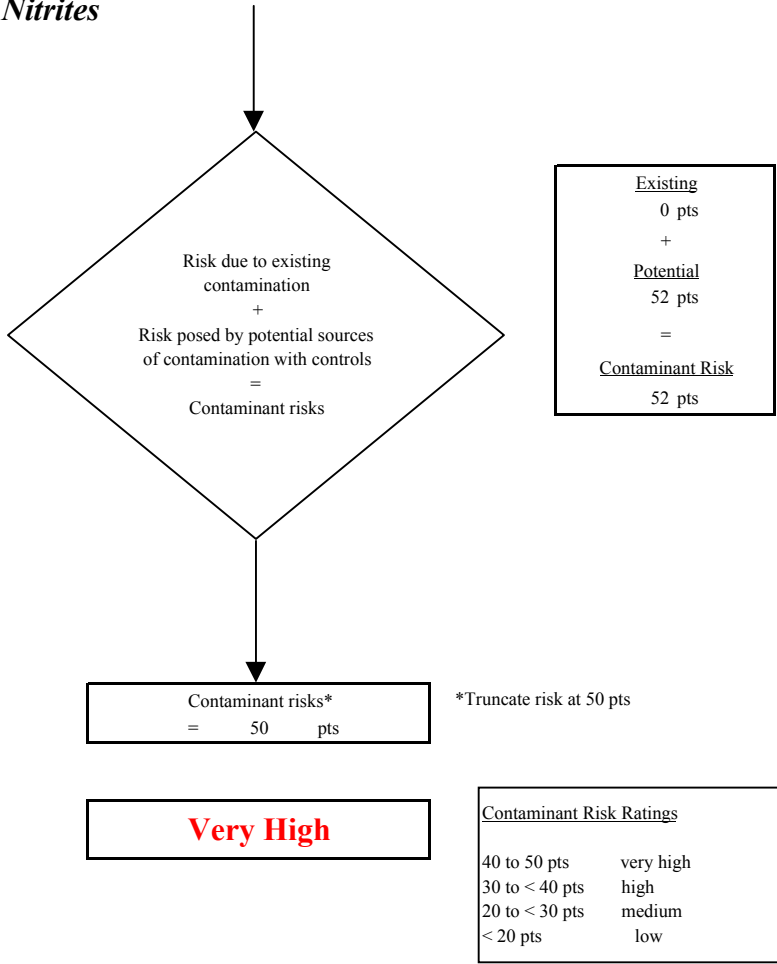 Nitrites
Risk due to existing
contamination
+
Risk posed by potential sources
of contamination with controls
=
Contaminant risks
Existing
0 pts
+
Potential
52 pts
=
Contaminant Risk
52 pts
Contaminant risks*
= 50 pts
*Truncate risk at 50 pts
Very High
Contaminant Risk Ratings
40 to 50 pts very high
30 to < 40 pts high
20 to < 30 pts medium
< 20 pts low